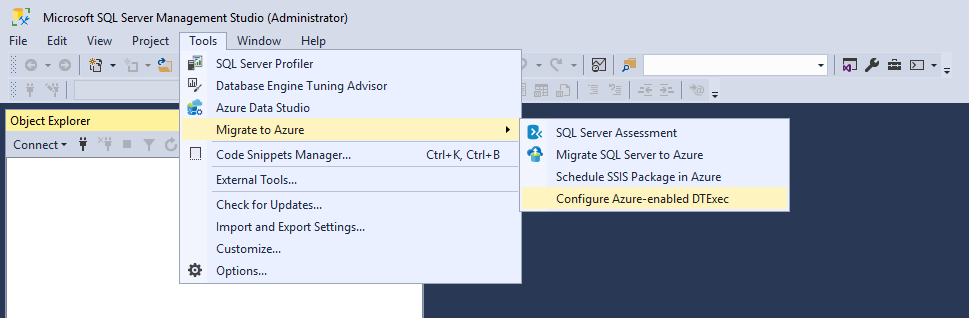 Microsoft SQL Server Management Studio (Administrator)
File Edit View Project Tools Window Help
SQL Server Profiler
Database Engine Tuning Advisor
Azure Data Studio
Migrate to Azure
Code Snippets Manager... Ctrl+K, Ctrl+B
External Tools...
Check for Updates...
Import and Export Settings...
Customize...
Options...
SQL Server Assessment
Migrate SQL Server to Azure
Schedule SSIS Package in Azure
Configure Azure-enabled DTExec
Object Explorer
Connect